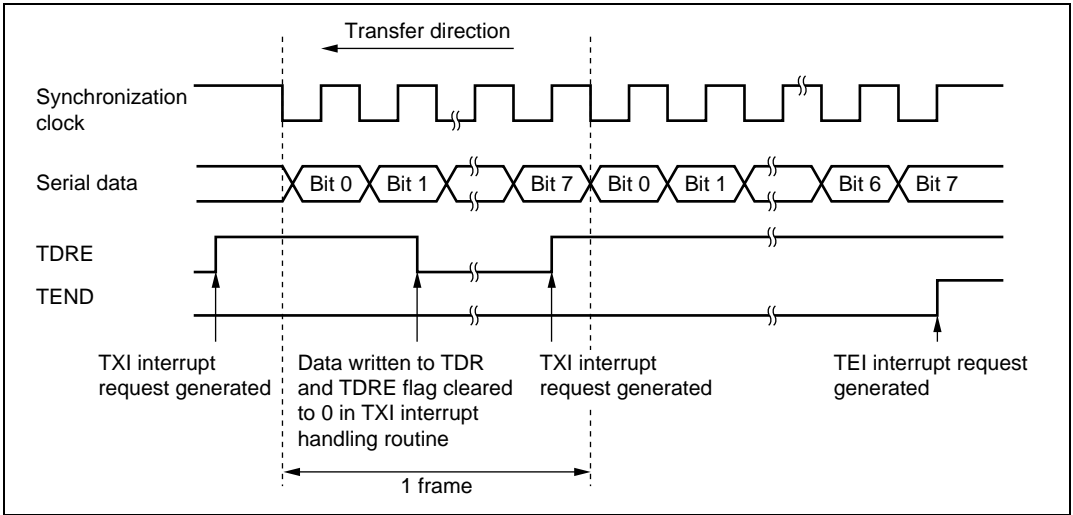 Transfer direction
Synchronization
clock
Serial data
Bit 0 Bit 1 Bit 7 Bit 0 Bit 1 Bit 6 Bit 7
TDRE
TEND
TXI interrupt
request generated
Data written to TDR
and TDRE flag cleared
to 0 in TXI interrupt
handling routine
TXI interrupt
request generated
TEI interrupt request
generated
1 frame